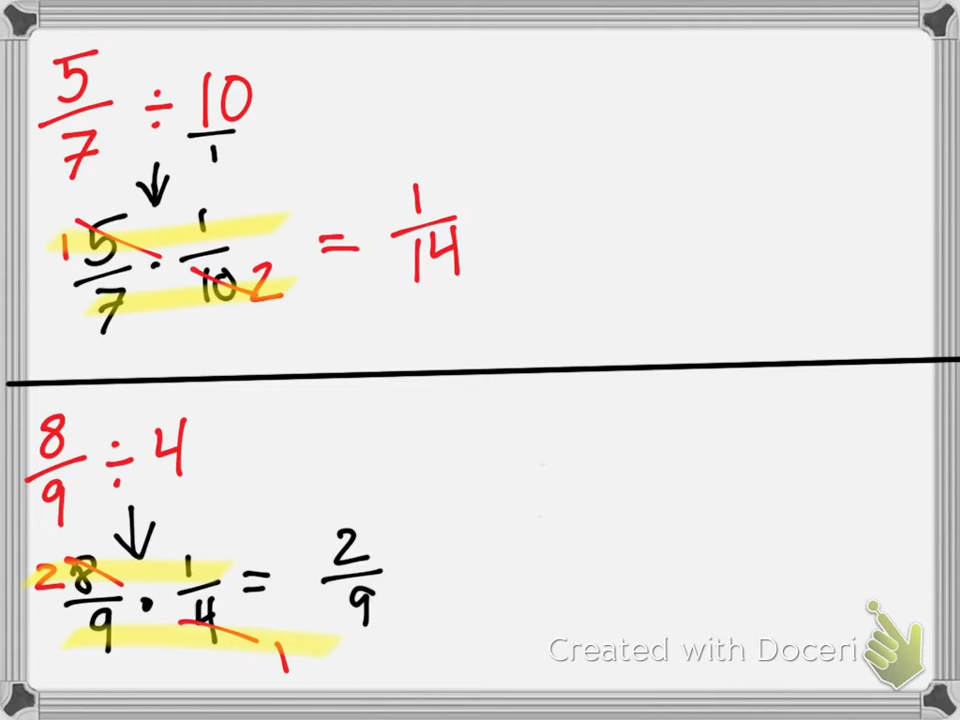 5/7 ÷ 10/1
↓
1 5/7 · 1/10 2 = 1/14
8/9 ÷ 4
↓
2 8/9 · 1/4 1 = 2/9
Created with Doceri